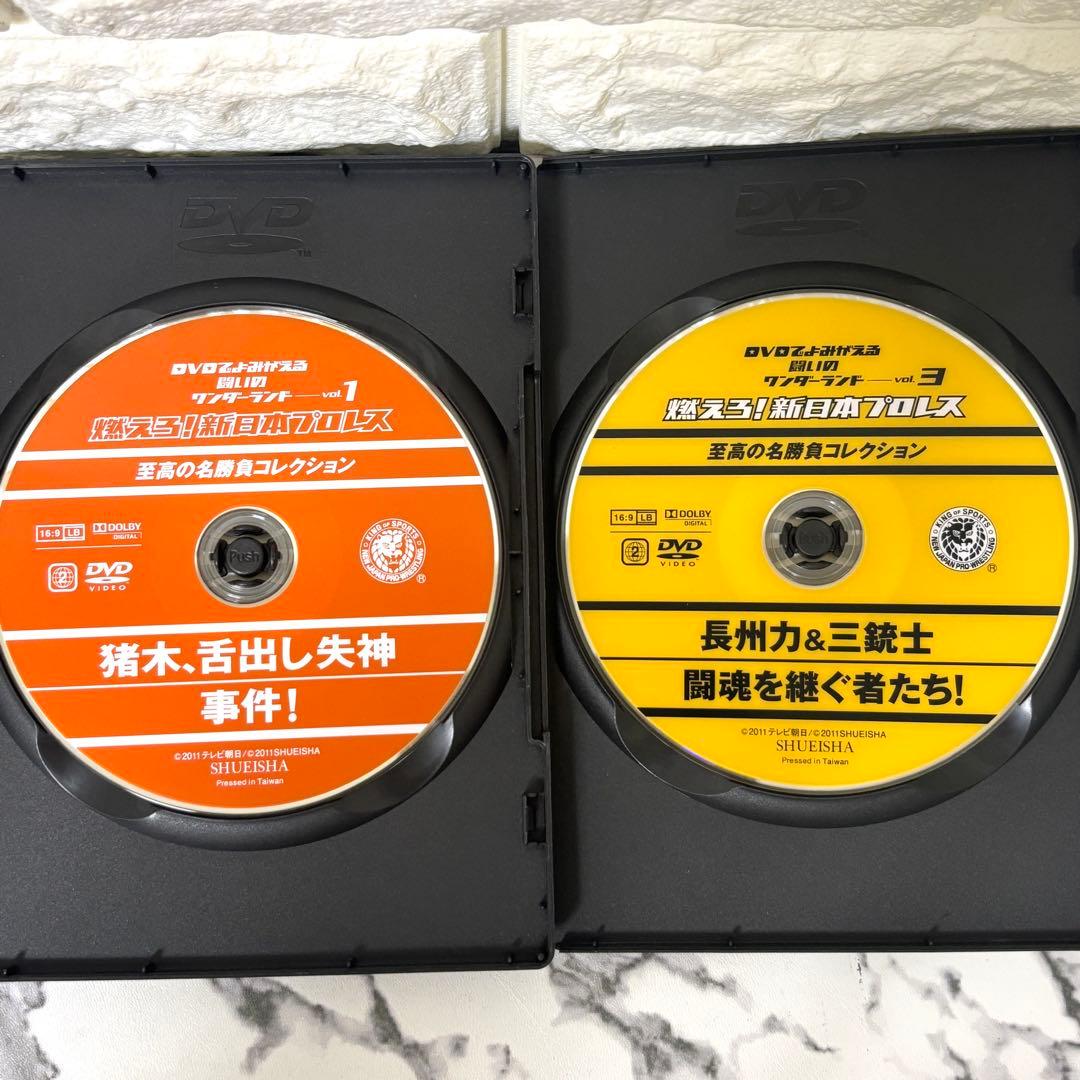 DVD
TM
DVDでよみがえる
闘いの
ワンダーランド vol.1
燃えろ!新日本プロレス
至高の名勝負コレクション
16:9 LB DOLBY
DIGITAL
Push
KING OF SPORTS
NEW JAPAN PRO-WRESTLING
®
2 DVD
VIDEO
猪木、舌出し失神
事件!
©2011テレビ朝日/©2011SHUEISHA
SHUEISHA
Pressed in Taiwan
DVD
DVDでよみがえる
闘いの
ワンダーランド vol.3
燃えろ!新日本プロレス
至高の名勝負コレクション
16:9 LB DOLBY
DIGITAL
KING OF SPORTS
NEW JAPAN PRO-WRESTLING
®
2 DVD
VIDEO
長州力&三銃士
闘魂を継ぐ者たち!
©2011テレビ朝日/©2011SHUEISHA
SHUEISHA
Pressed in Taiwan